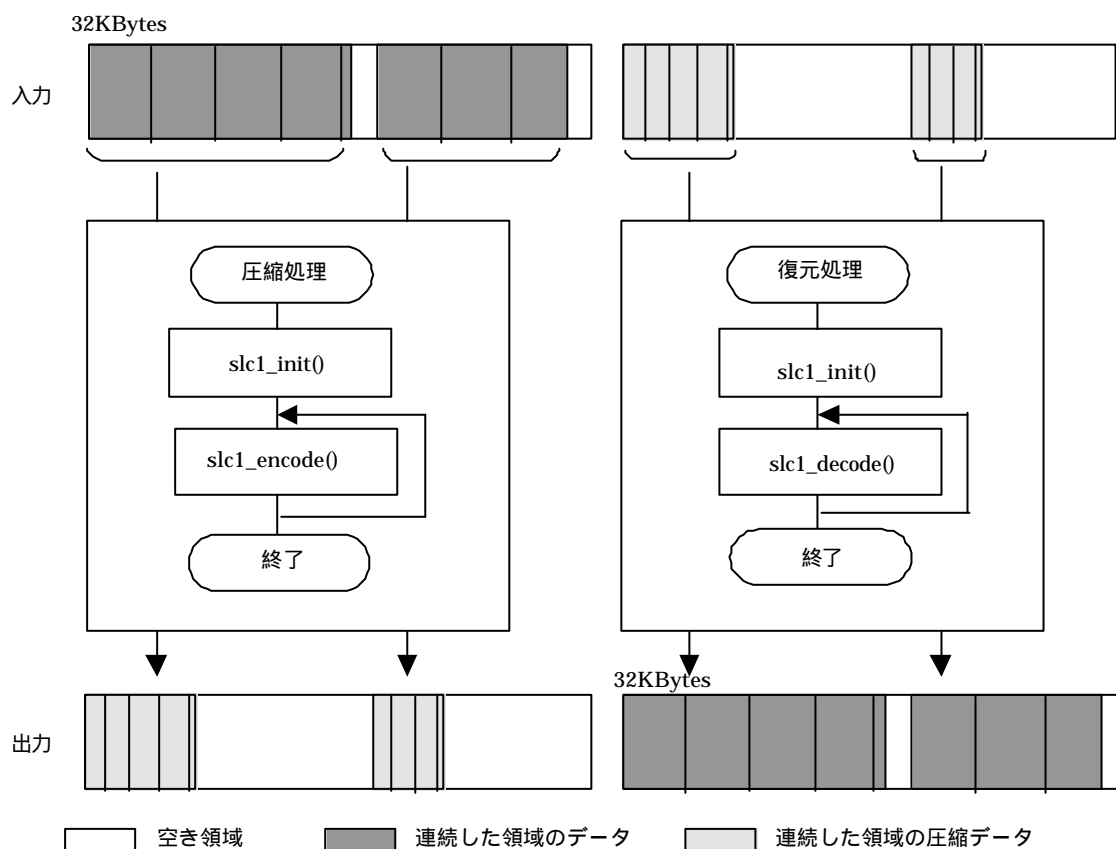 32KBytes
入力
圧縮処理
slc1_init()
slc1_encode()
終了
復元処理
slc1_init()
slc1_decode()
終了
32KBytes
出力
空き領域
連続した領域のデータ
連続した領域の圧縮データ